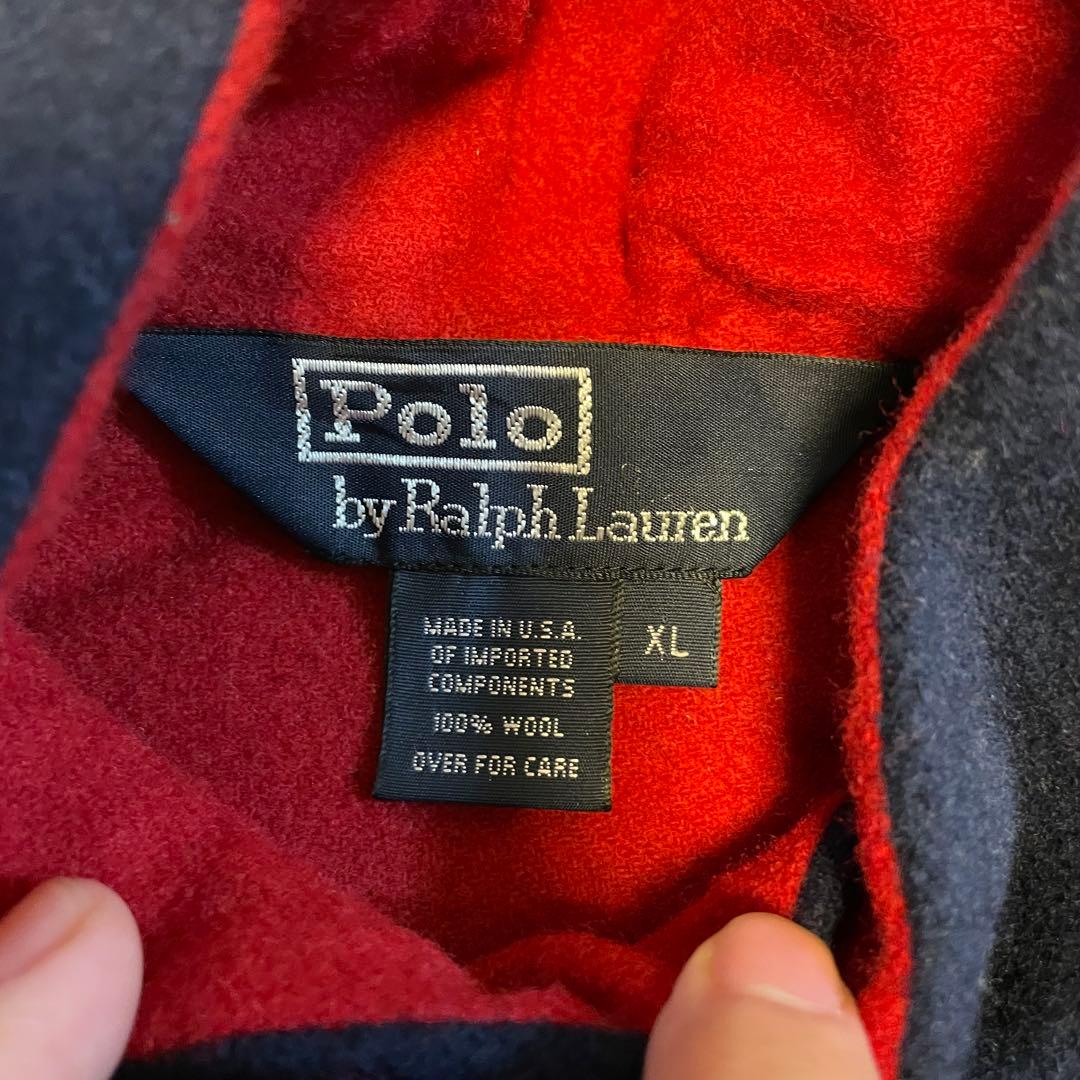 Polo
by Ralph Lauren
MADE IN U.S.A.
OF IMPORTED
COMPONENTS
100% WOOL
OVER FOR CARE
XL